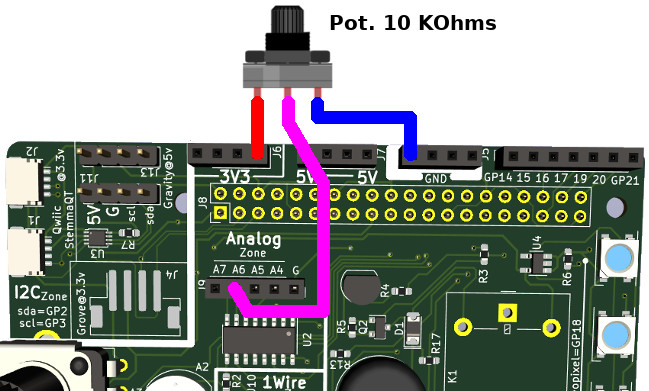 Pot. 10 KOhms
J2
@3.3v
J11
J12
Gravity@5v
J6
J7
J5
3V3
5V
5V
GND
GP14 15 16 17 19 20 GP21
5V
G
scl
sda
J8
J1
Qwiic
StemmaQT
U3
R7
Analog
Zone
A7 A6 A5 A4 G
J9
J4
Grove@3.3v
I2C Zone
sda=GP2
scl=GP3
R4
R3
U4
R6
R5
Q2
D1
R17
R13
U2
K1
opixel=GP18
A2
1Wire
R2